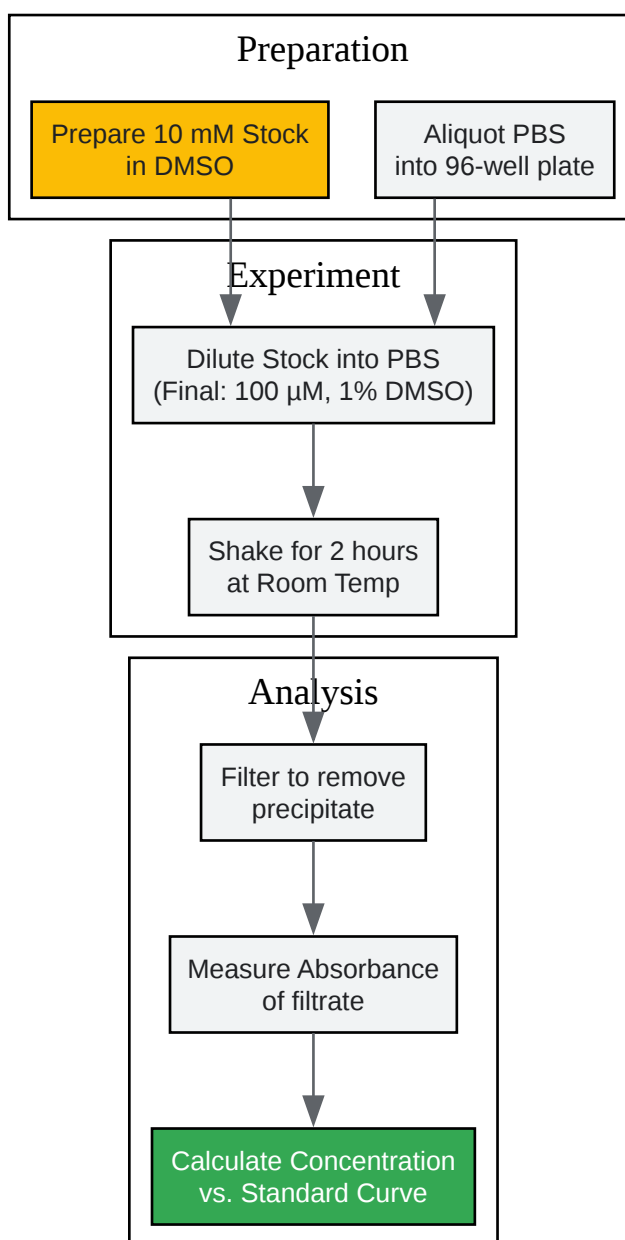 Preparation
Prepare 10 mM Stock
in DMSO
Aliquot PBS
into 96-well plate
Experiment
Dilute Stock into PBS
(Final: 100 µM, 1% DMSO)
Shake for 2 hours
at Room Temp
Analysis
Filter to remove
precipitate
Measure Absorbance
of filtrate
Calculate Concentration
vs. Standard Curve